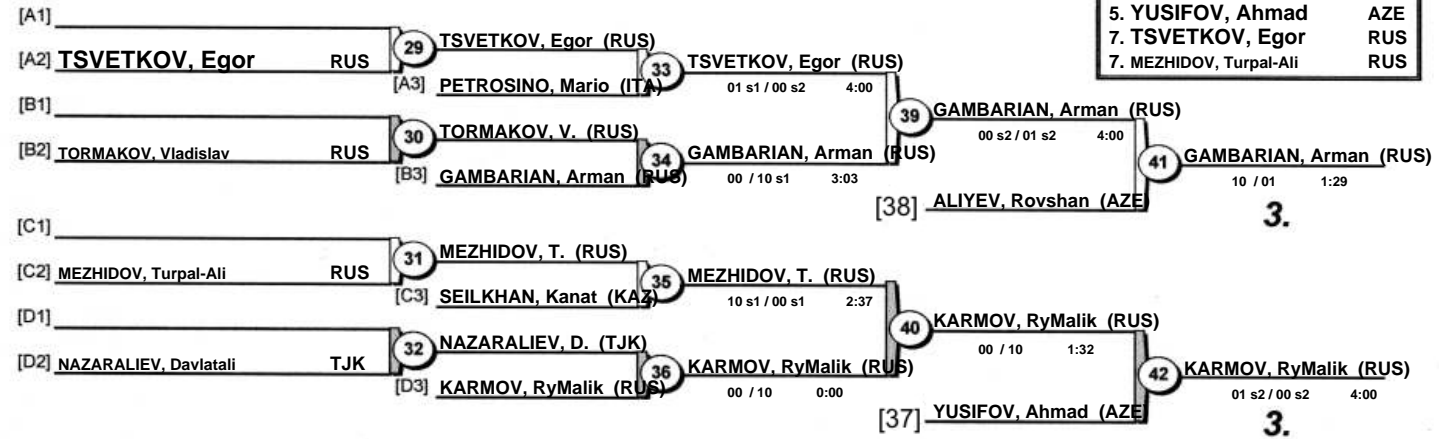 5. YUSIFOV, Ahmad AZE
7. TSVETKOV, Egor RUS
7. MEZHIDOV, Turpal-Ali RUS
[A1]
[A2] TSVETKOV, Egor RUS
29
TSVETKOV, Egor (RUS)
[A3] PETROSINO, Mario (ITA)
33
TSVETKOV, Egor (RUS)
01 s1 / 00 s2 4:00
[B1]
[B2] TORMAKOV, Vladislav RUS
30
TORMAKOV, V. (RUS)
[B3] GAMBARIAN, Arman (RUS)
34
GAMBARIAN, Arman (RUS)
00 / 10 s1 3:03
39
GAMBARIAN, Arman (RUS)
00 s2 / 01 s2 4:00
[38] ALIYEV, Rovshan (AZE)
41
GAMBARIAN, Arman (RUS)
10 / 01 1:29
3.
[C1]
[C2] MEZHIDOV, Turpal-Ali RUS
31
MEZHIDOV, T. (RUS)
[C3] SEILKHAN, Kanat (KAZ)
35
MEZHIDOV, T. (RUS)
10 s1 / 00 s1 2:37
[D1]
[D2] NAZARALIEV, Davlatali TJK
32
NAZARALIEV, D. (TJK)
[D3] KARMOV, RyMalik (RUS)
36
KARMOV, RyMalik (RUS)
00 / 10 0:00
40
KARMOV, RyMalik (RUS)
00 / 10 1:32
[37] YUSIFOV, Ahmad (AZE)
42
KARMOV, RyMalik (RUS)
01 s2 / 00 s2 4:00
3.